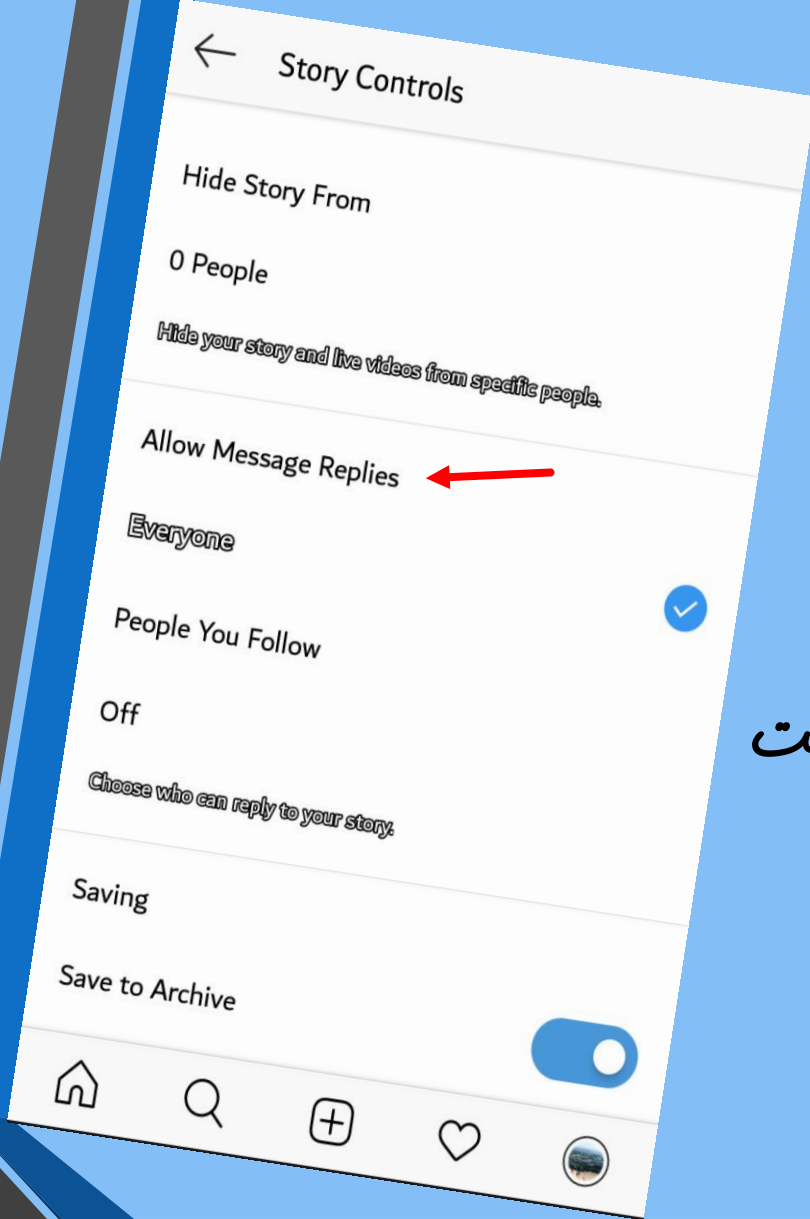 Story Controls
Hide Story From
0 People
Hide your story and live videos from specific people.
Allow Message Replies
Everyone
People You Follow
Off
Choose who can reply to your story.
Saving
Save to Archive